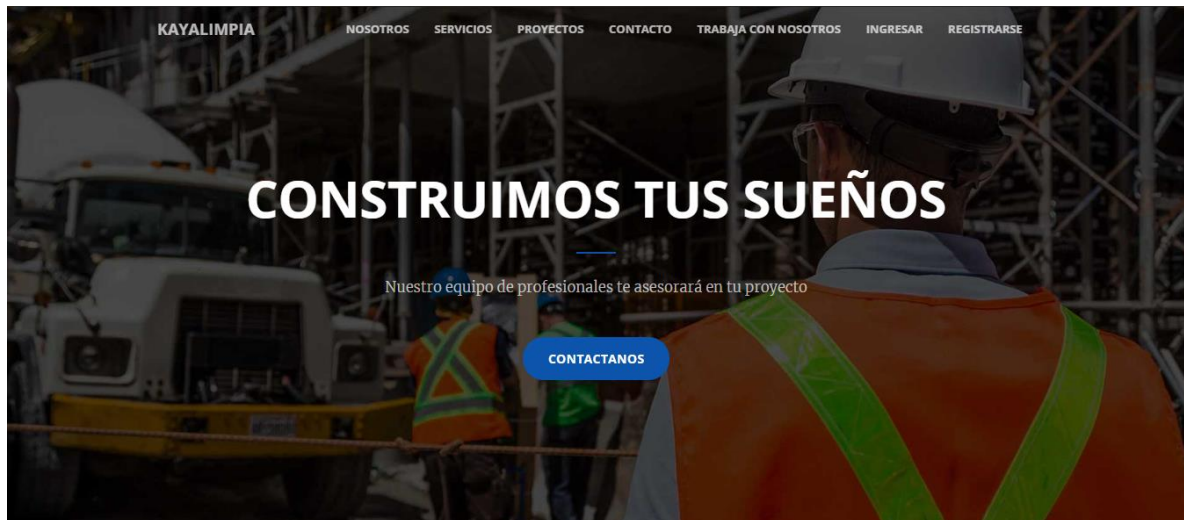 KAYALIMPIA
NOSOTROS SERVICIOS PROYECTOS CONTACTO TRABAJA CON NOSOTROS INGRESAR REGISTRARSE
CONSTRUIMOS TUS SUEÑOS
Nuestro equipo de profesionales te asesorará en tu proyecto
CONTACTANOS